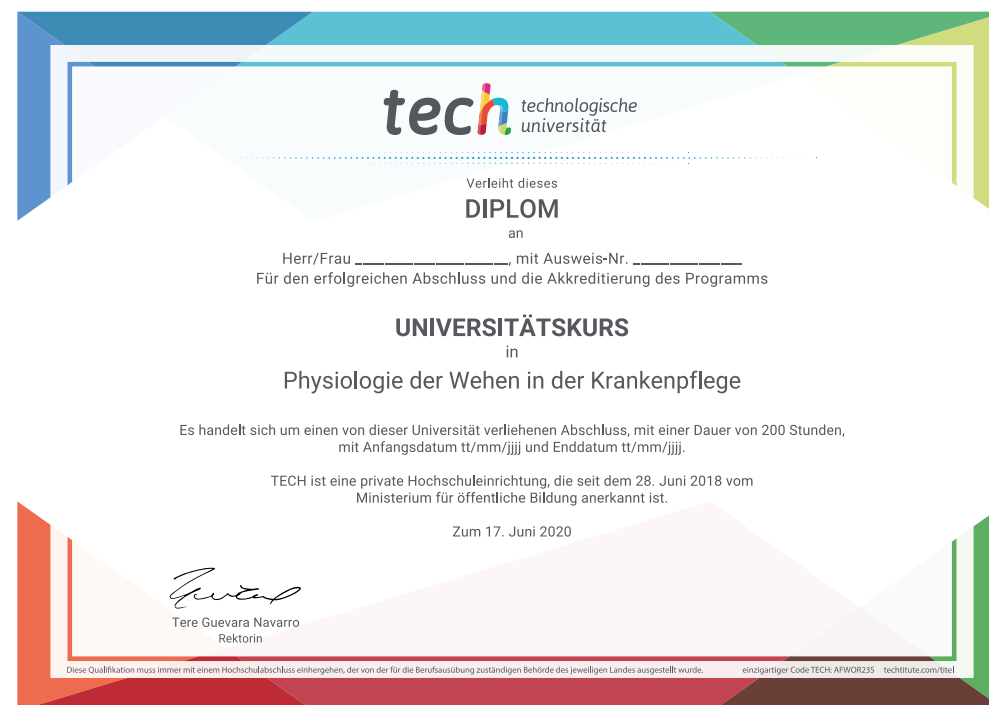 tech technologische
universität
Verleiht dieses
DIPLOM
an
Herr/Frau ___________________, mit Ausweis-Nr. ______________
Für den erfolgreichen Abschluss und die Akkreditierung des Programms
UNIVERSITÄTSKURS
in
Physiologie der Wehen in der Krankenpflege
Es handelt sich um einen von dieser Universität verliehenen Abschluss, mit einer Dauer von 200 Stunden,
mit Anfangsdatum tt/mm/jjjj und Enddatum tt/mm/jjjj.
TECH ist eine private Hochschuleinrichtung, die seit dem 28. Juni 2018 vom
Ministerium für öffentliche Bildung anerkannt ist.
Zum 17. Juni 2020
Tere Guevara Navarro
Rektorin
Diese Qualifikation muss immer mit einem Hochschulabschluss einhergehen, der von der für die Berufsausübung zuständigen Behörde des jeweiligen Landes ausgestellt wurde. einzigartiger Code TECH: AFWOR23S techtitute.com/titel